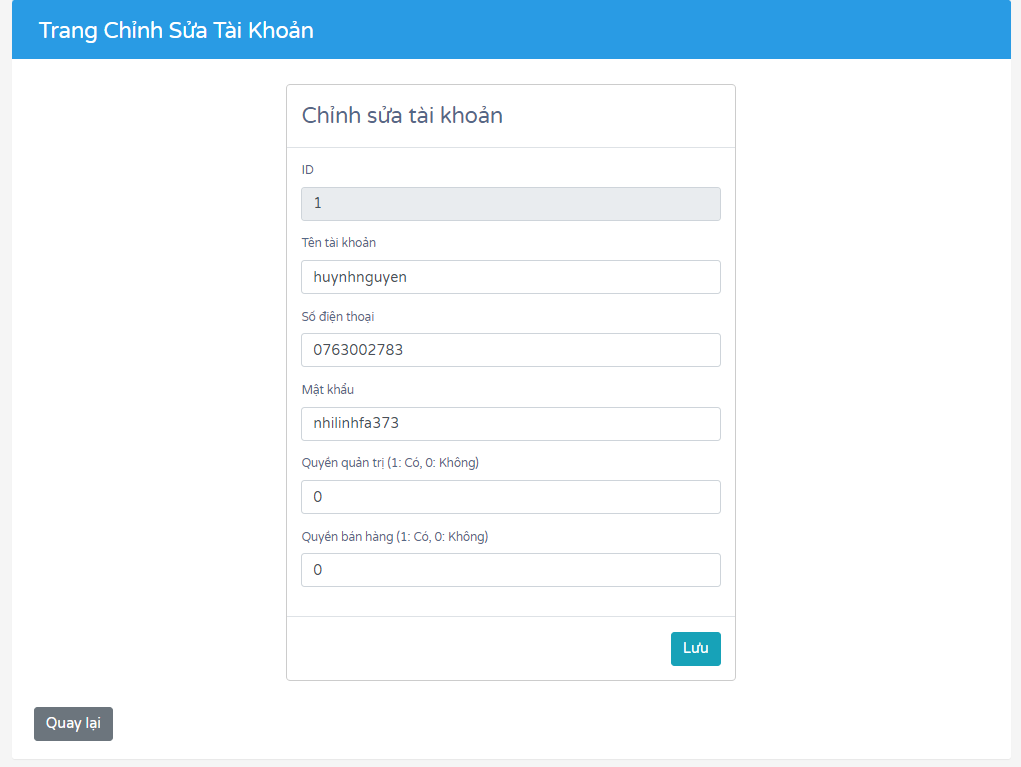 Trang Chỉnh Sửa Tài Khoản
Chỉnh sửa tài khoản
ID
1
Tên tài khoản
huynhnguyen
Số điện thoại
0763002783
Mật khẩu
nhilinhfa373
Quyền quản trị (1: Có, 0: Không)
0
Quyền bán hàng (1: Có, 0: Không)
0
Lưu
Quay lại